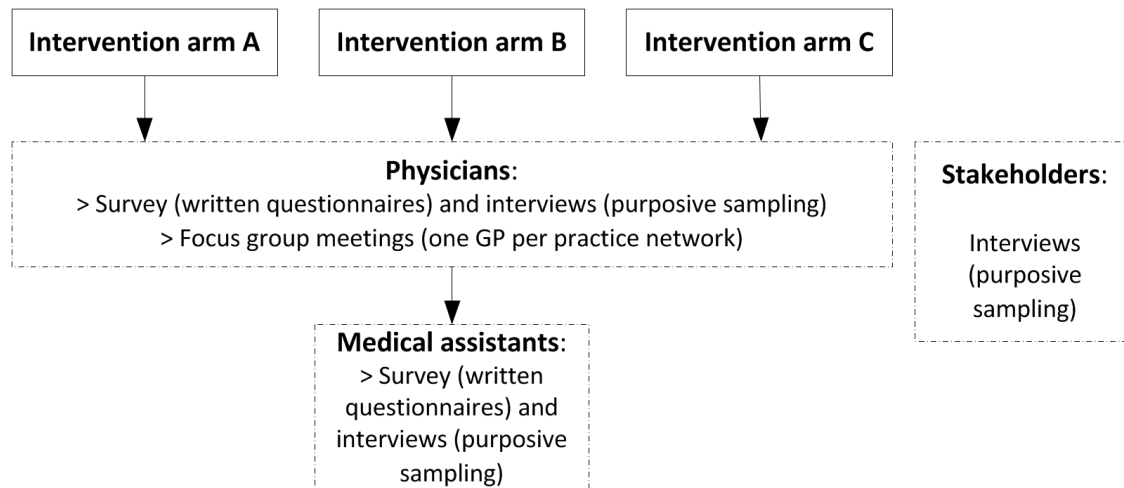 Intervention arm A
Intervention arm B
Intervention arm C
Physicians:
> Survey (written questionnaires) and interviews (purposive sampling)
> Focus group meetings (one GP per practice network)
Stakeholders:
Interviews
(purposive
sampling)
Medical assistants:
> Survey (written
questionnaires) and
interviews (purposive
sampling)